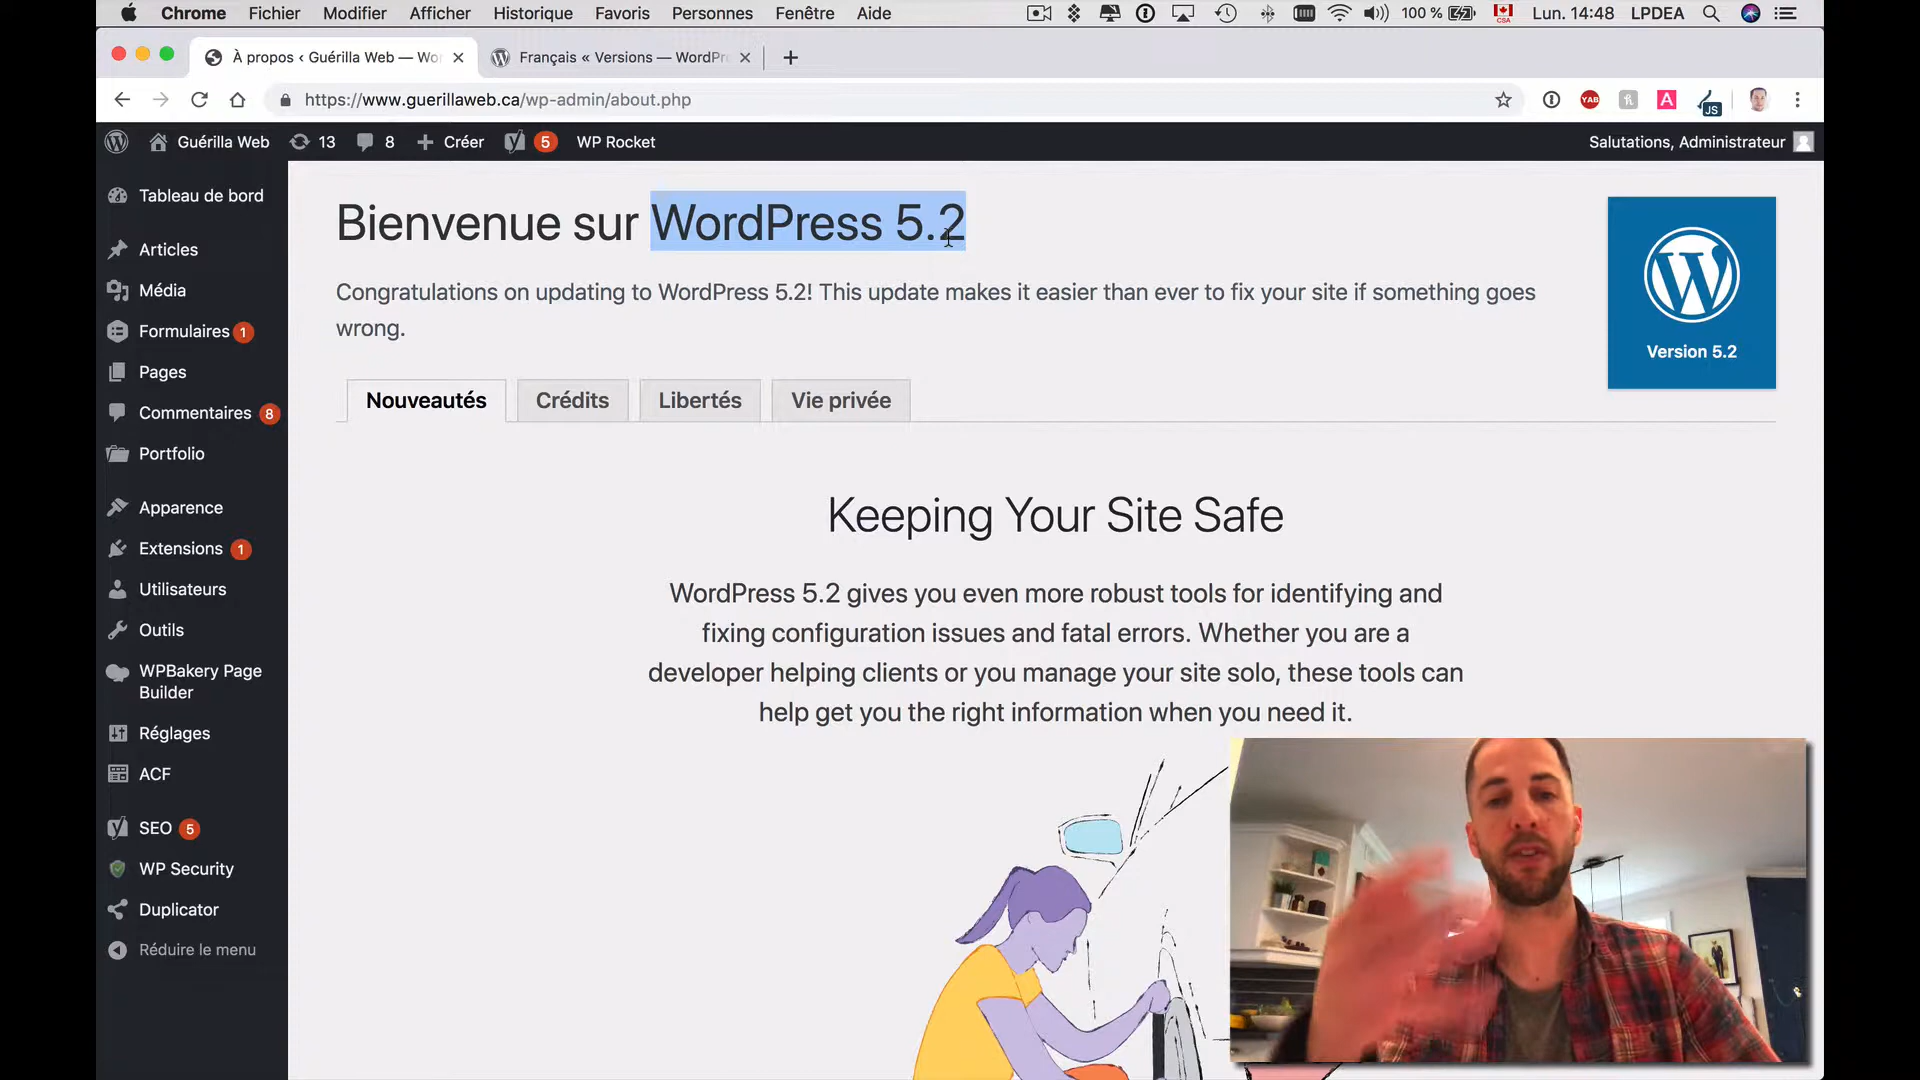 Chrome Fichier Modifier Afficher Historique Favoris Personnes Fenêtre Aide 100 % CSA Lun. 14:48 LPDEA
À propos ‹ Guérilla Web — Wor Français « Versions — WordPr
https://www.guerillaweb.ca/wp-admin/about.php YAB A JS
Guérilla Web 13 8 Créer 5 WP Rocket Salutations, Administrateur
Tableau de bord
Articles
Média
Formulaires 1
Pages
Commentaires 8
Portfolio
Apparence
Extensions 1
Utilisateurs
Outils
WPBakery Page
Builder
Réglages
ACF
SEO 5
WP Security
Duplicator
Réduire le menu
Bienvenue sur WordPress 5.2
Congratulations on updating to WordPress 5.2! This update makes it easier than ever to fix your site if something goes
wrong.
Version 5.2
Nouveautés Crédits Libertés Vie privée
Keeping Your Site Safe
WordPress 5.2 gives you even more robust tools for identifying and
fixing configuration issues and fatal errors. Whether you are a
developer helping clients or you manage your site solo, these tools can
help get you the right information when you need it.